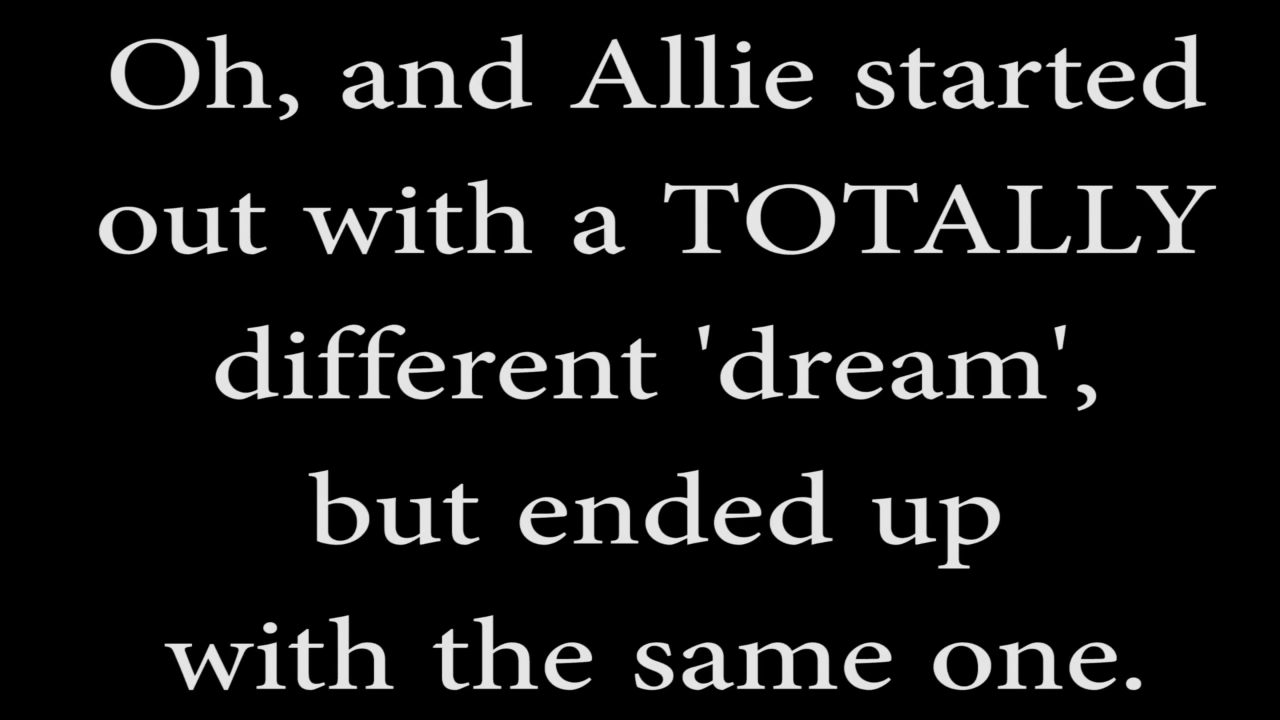 Oh, and Allie started
out with a TOTALLY
different 'dream',
but ended up
with the same one.